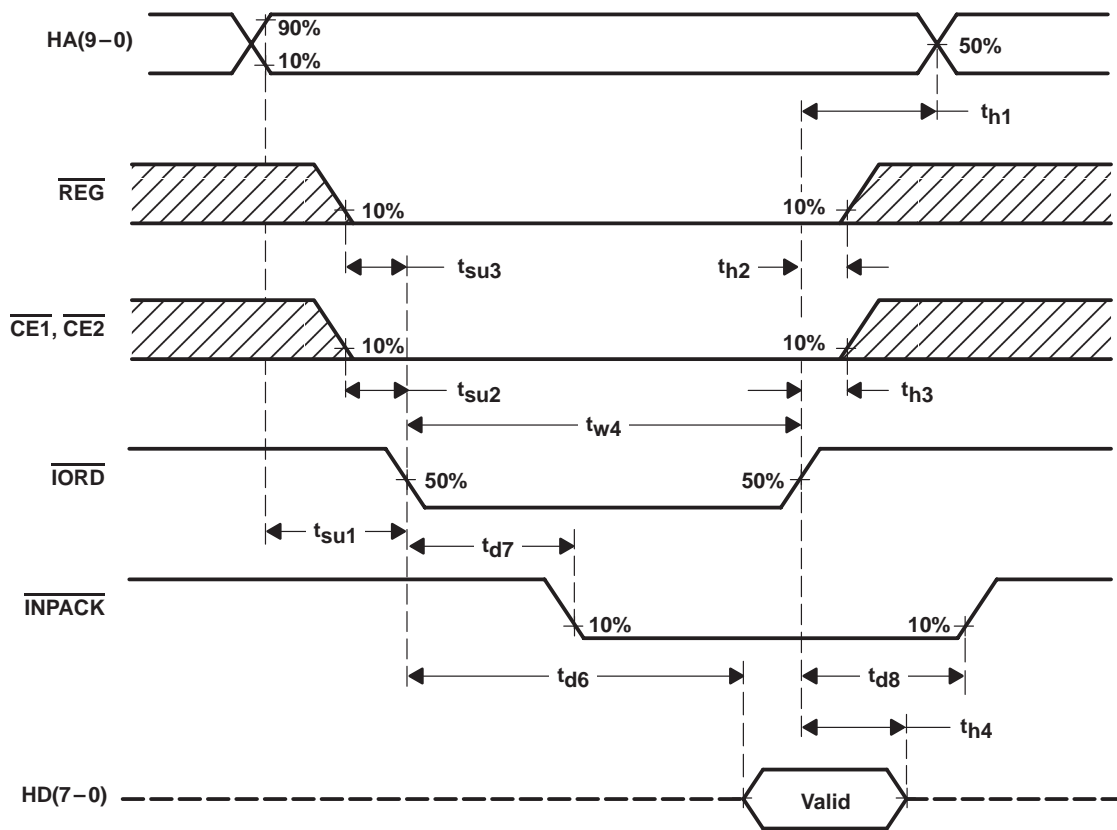 HA(9–0)
90%
10%
50%
th1
REG
10%
10%
tsu3
th2
CE1, CE2
10%
10%
tsu2
th3
tw4
IORD
50%
50%
tsu1
td7
INPACK
10%
10%
td6
td8
th4
HD(7–0)
Valid